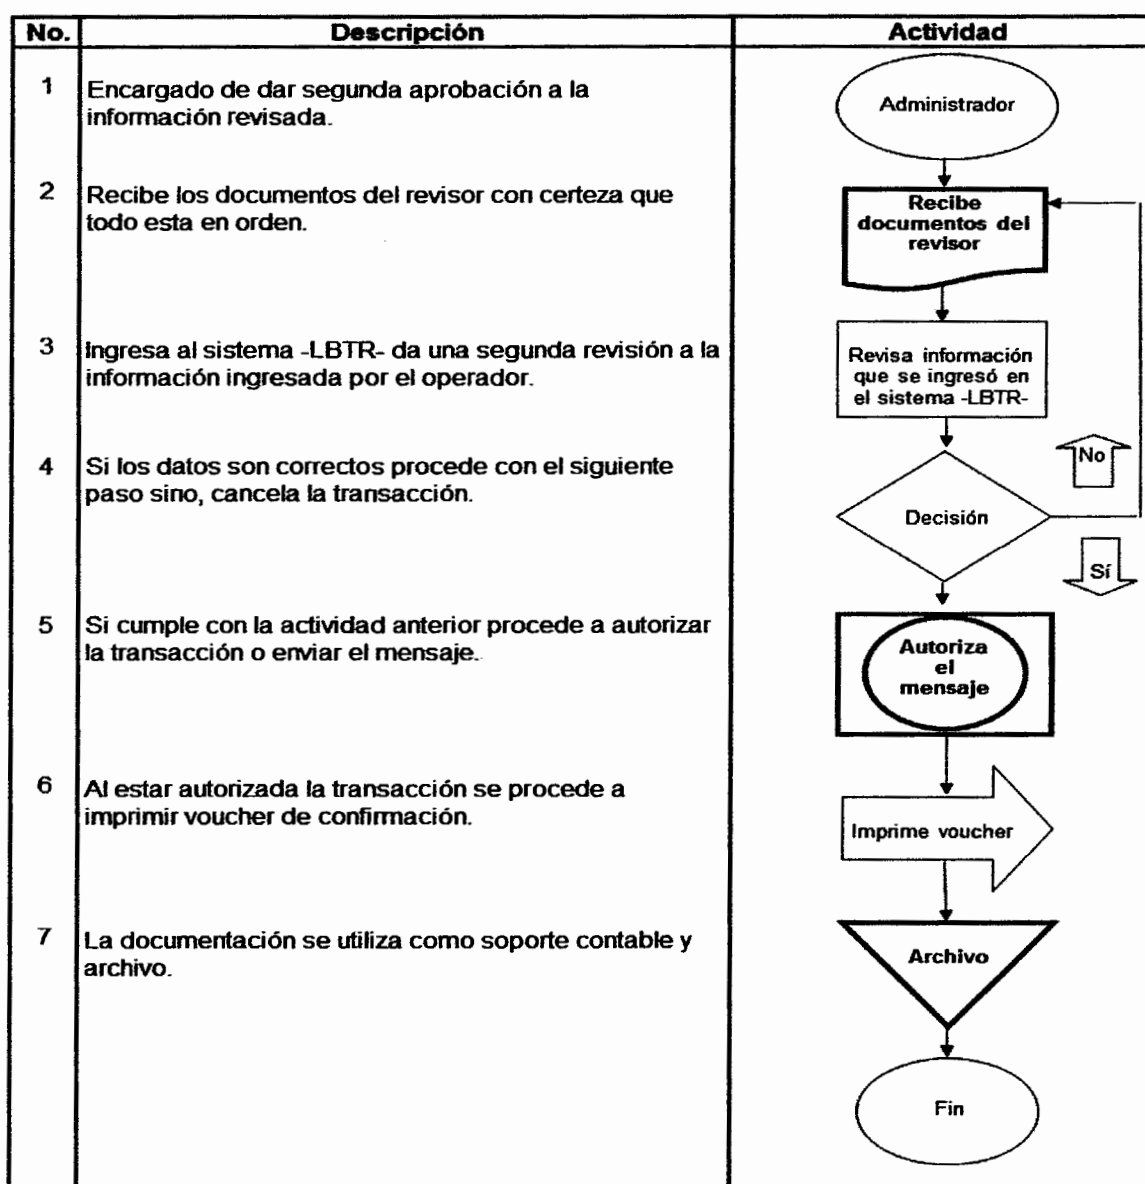 No. Descripción Actividad
1 Encargado de dar segunda aprobación a la
información revisada.
Administrador
2 Recibe los documentos del revisor con certeza que
todo esta en orden.
Recibe
documentos del
revisor
3 Ingresa al sistema -LBTR- da una segunda revisión a la
información ingresada por el operador.
Revisa información
que se ingresó en
el sistema -LBTR-
4 Si los datos son correctos procede con el siguiente
paso sino, cancela la transacción.
No
Decisión
Sí
5 Si cumple con la actividad anterior procede a autorizar
la transacción o enviar el mensaje.
Autoriza
el
mensaje
6 Al estar autorizada la transacción se procede a
imprimir voucher de confirmación.
Imprime voucher
7 La documentación se utiliza como soporte contable y
archivo.
Archivo
Fin